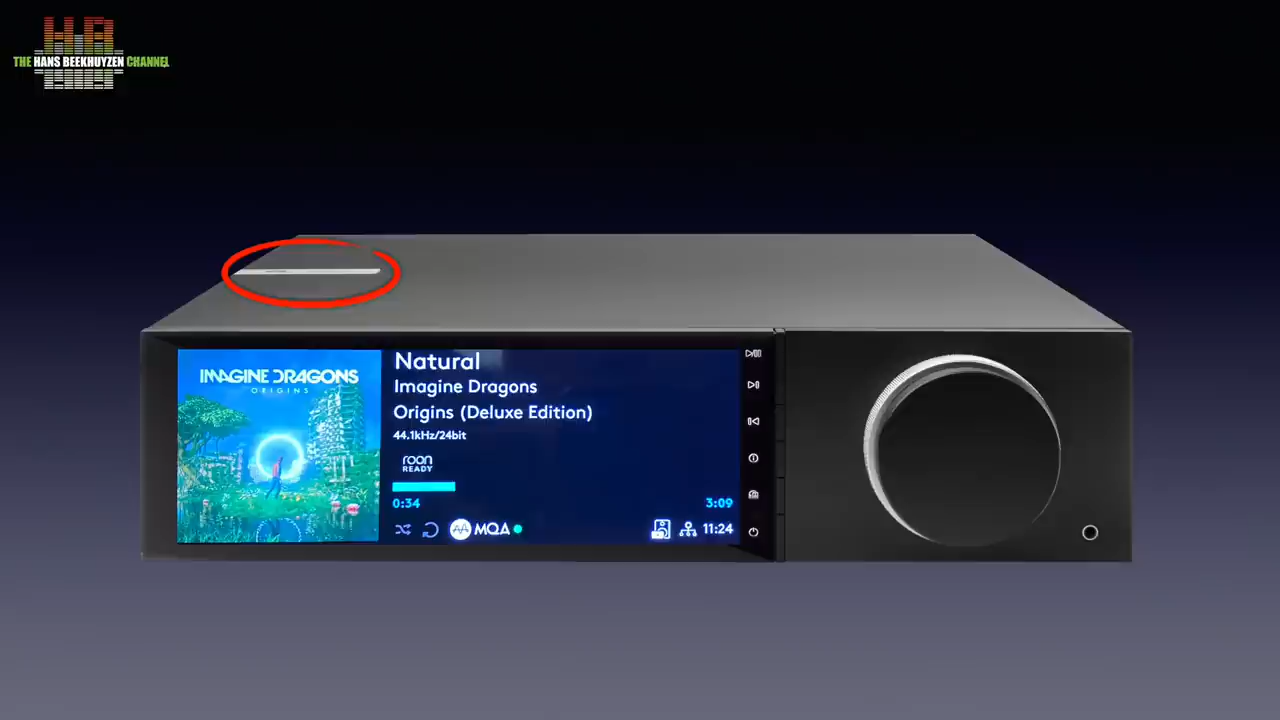 THE HANS BEEKHUYZEN CHANNEL
IMAGINE DRAGONS
ORIGINS
Natural
Imagine Dragons
Origins (Deluxe Edition)
44.1kHz/24bit
roon
READY
0:34
3:09
MQA
11:24